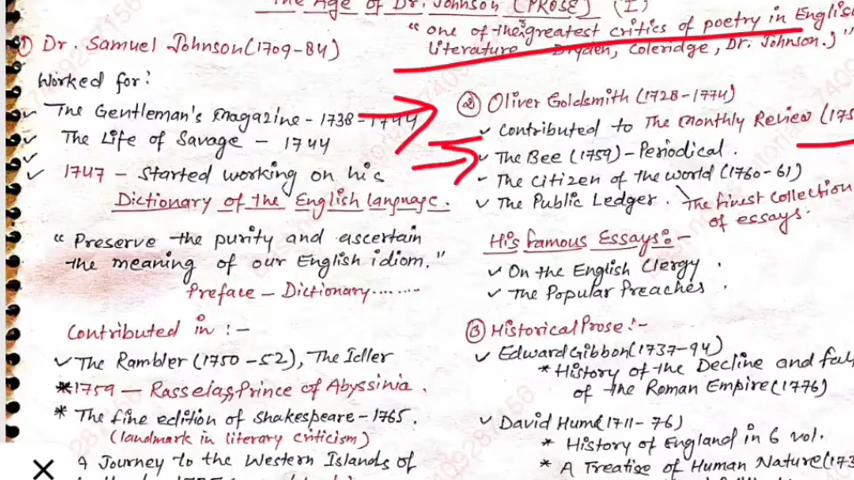 The Age of Dr. Johnson (PROSE) (I)
"one of the greatest critics of poetry in English
literature Dryden, Coleridge, Dr. Johnson.)"
① Dr. Samuel Johnson (1709-84)
Worked for:
The Gentleman's Magazine - 1738-1744
✓ The Life of Savage - 1744
✓ 1747 - Started working on his
Dictionary of the English Language.
" Preserve the purity and ascertain
the meaning of our English idiom."
Preface - Dictionary........
Contributed in :-
✓ The Rambler (1750-52), The Idler
*1759 - Rasselas, Prince of Abyssinia.
* The fine edition of Shakespeare - 1765.
(landmark in literary criticism)
A Journey to the Western Islands of
② Oliver Goldsmith (1728-1774)
✓ Contributed to The Monthly Review (175
✓ The Bee (1759) - Periodical.
- The Citizen of the world (1760-61)
✓ The Public Ledger. The finest collection
of essays.
His famous Essays:-
✓ On the English Clergy
✓ The Popular Preaches
③ Historical Prose :-
✓ Edward Gibbon (1737-94)
* History of the Decline and fall
of the Roman Empire (1776)
✓ David Hume (1711-76)
* History of England in 6 vol.
* A Treatise of Human Nature (173